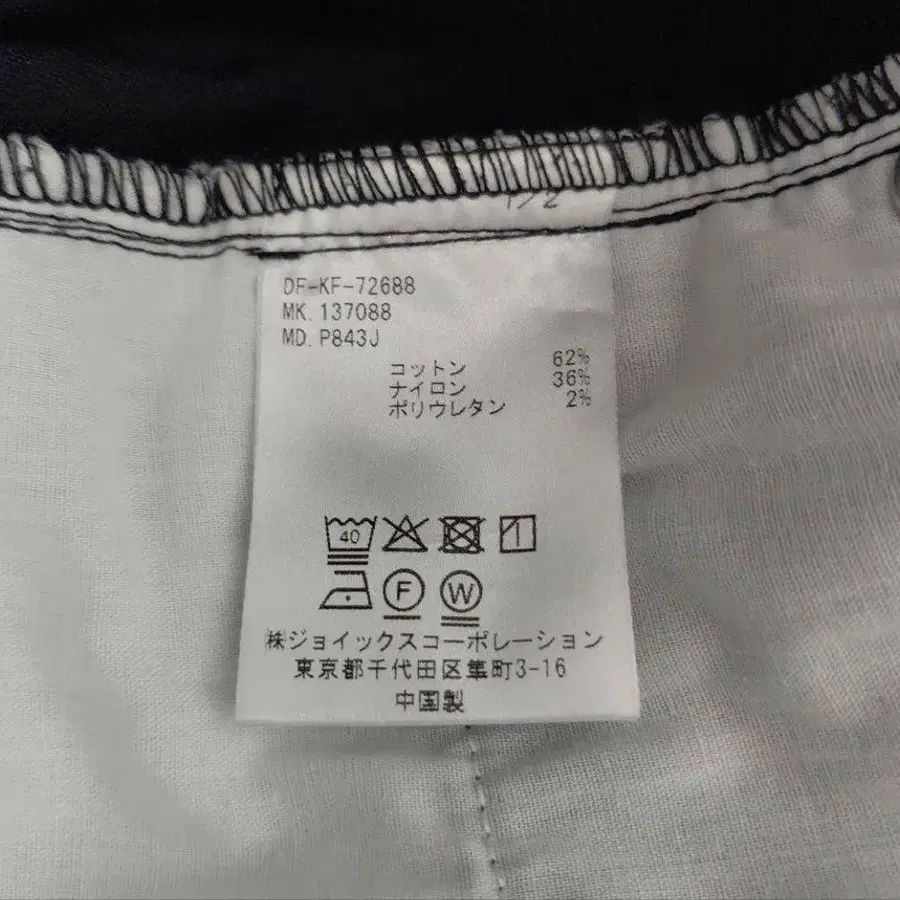 1/2
DF-KF-72688
MK. 137088
MD. P843J
コットン 62%
ナイロン 36%
ポリウレタン 2%
40
F W
㈱ジョイックスコーポレーション
東京都千代田区隼町3-16
中国製